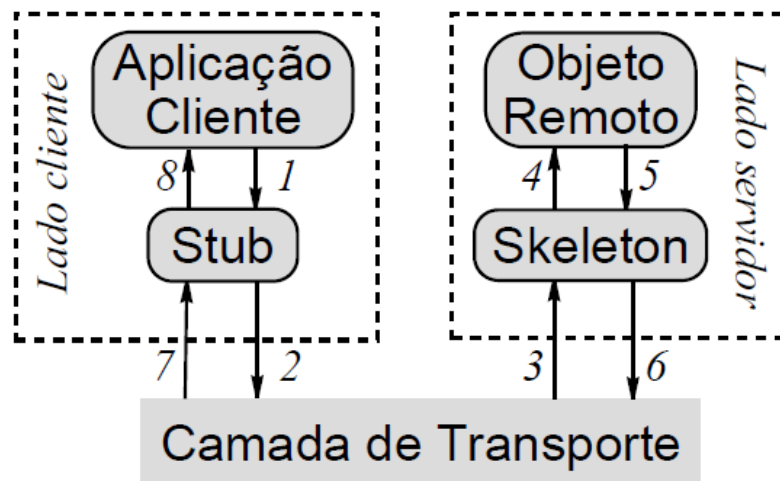 Lado cliente
Aplicação
Cliente
8
1
Stub
7
2
Objeto
Remoto
Lado servidor
4
5
Skeleton
3
6
Camada de Transporte